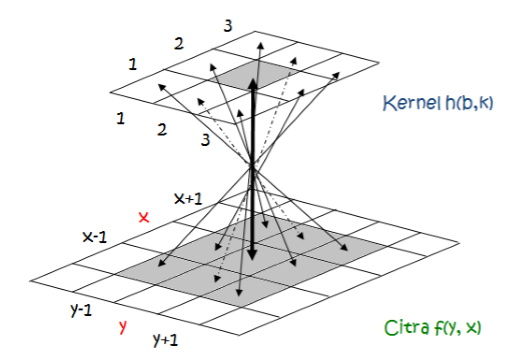 3
2
1
1
2
3
Kernel h(b,k)
x+1
x
x-1
y-1
y
y+1
Citra f(y, x)